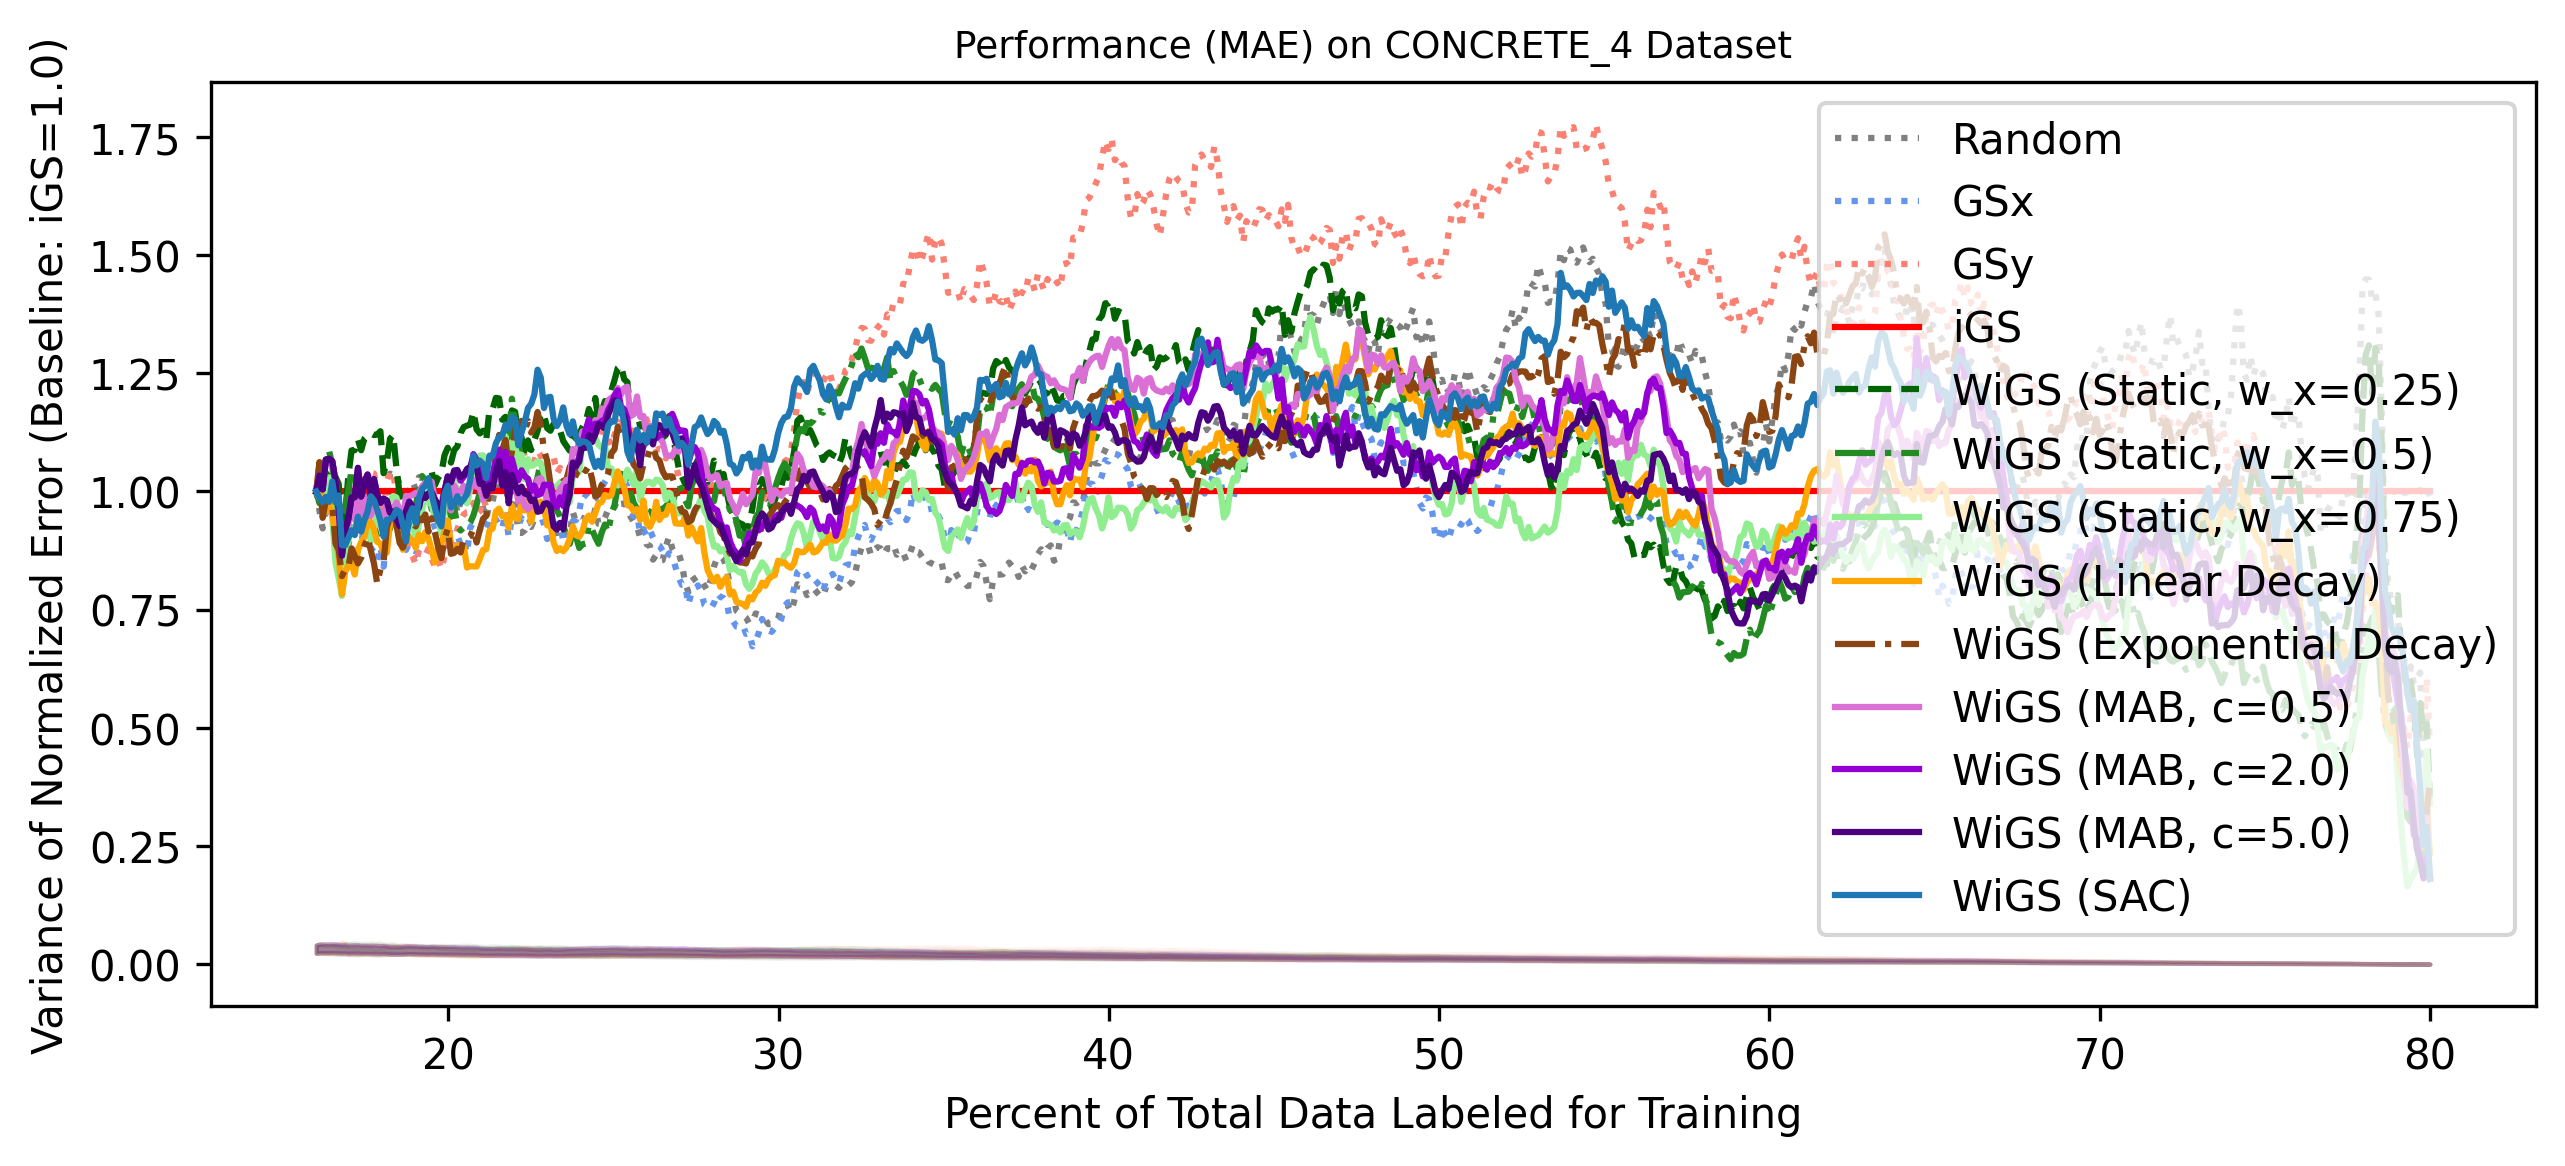 Performance (MAE) on CONCRETE_4 Dataset
Variance of Normalized Error (Baseline: iGS=1.0)
1.75
1.50
1.25
1.00
0.75
0.50
0.25
0.00
Random
GSx
GSy
iGS
WiGS (Static, w_x=0.25)
WiGS (Static, w_x=0.5)
WiGS (Static, w_x=0.75)
WiGS (Linear Decay)
WiGS (Exponential Decay)
WiGS (MAB, c=0.5)
WiGS (MAB, c=2.0)
WiGS (MAB, c=5.0)
WiGS (SAC)
20 30 40 50 60 70 80
Percent of Total Data Labeled for Training